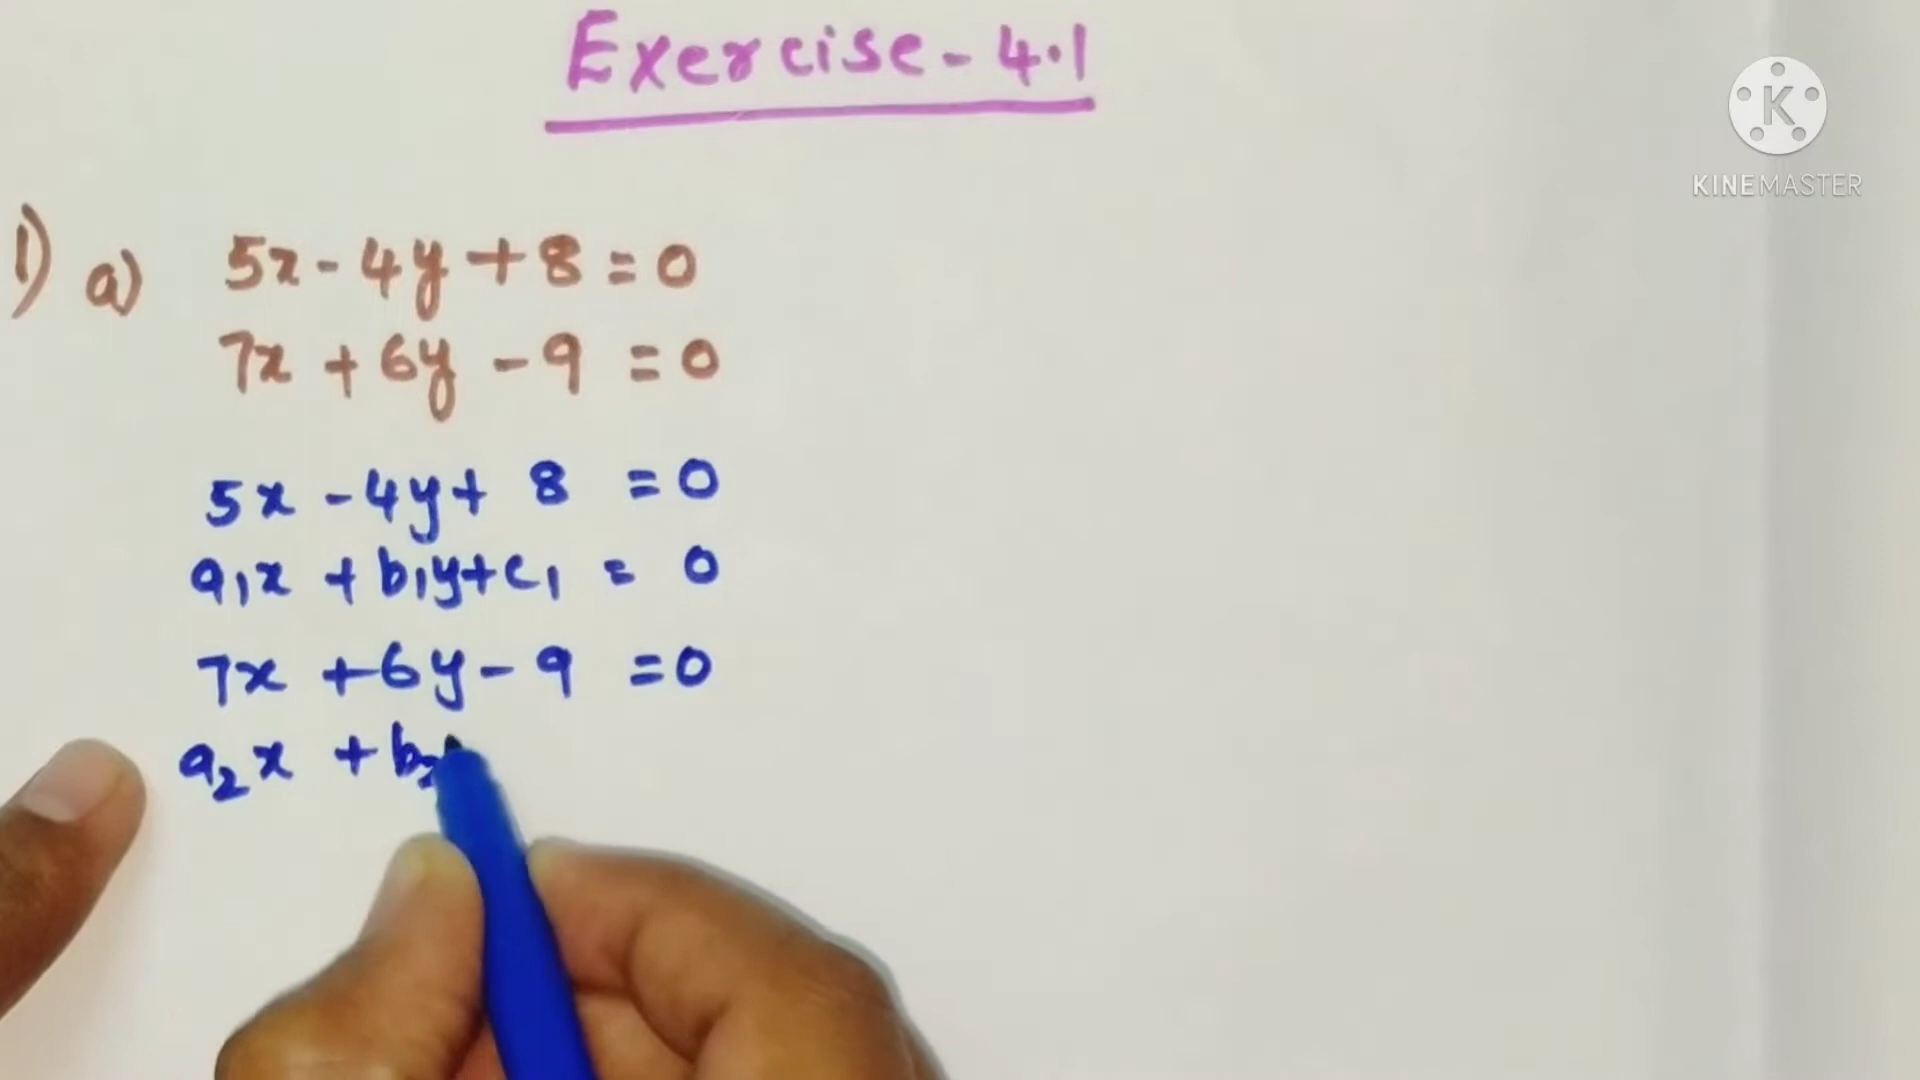 Exercise - 4.1
K
KINEMASTER
1) a) 5x - 4y + 8 = 0
7x + 6y - 9 = 0
5x - 4y + 8 = 0
a₁x + b₁y + c₁ = 0
7x + 6y - 9 = 0
a₂x + b₂